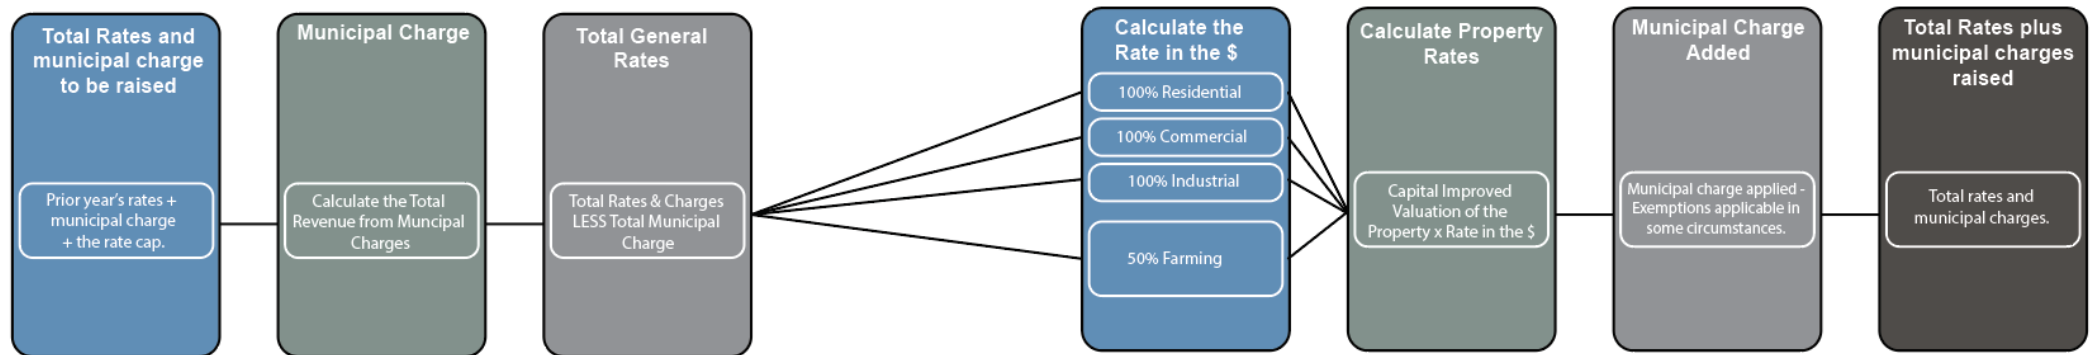 Total Rates and
municipal charge
to be raised
Prior year's rates +
municipal charge
+ the rate cap.
Municipal Charge
Calculate the Total
Revenue from Muncipal
Charges
Total General
Rates
Total Rates & Charges
LESS Total Municipal
Charge
Calculate the
Rate in the $
100% Residential
100% Commercial
100% Industrial
50% Farming
Calculate Property
Rates
Capital Improved
Valuation of the
Property x Rate in the $
Municipal Charge
Added
Municipal charge applied -
Exemptions applicable in
some circumstances.
Total Rates plus
municipal charges
raised
Total rates and
municipal charges.